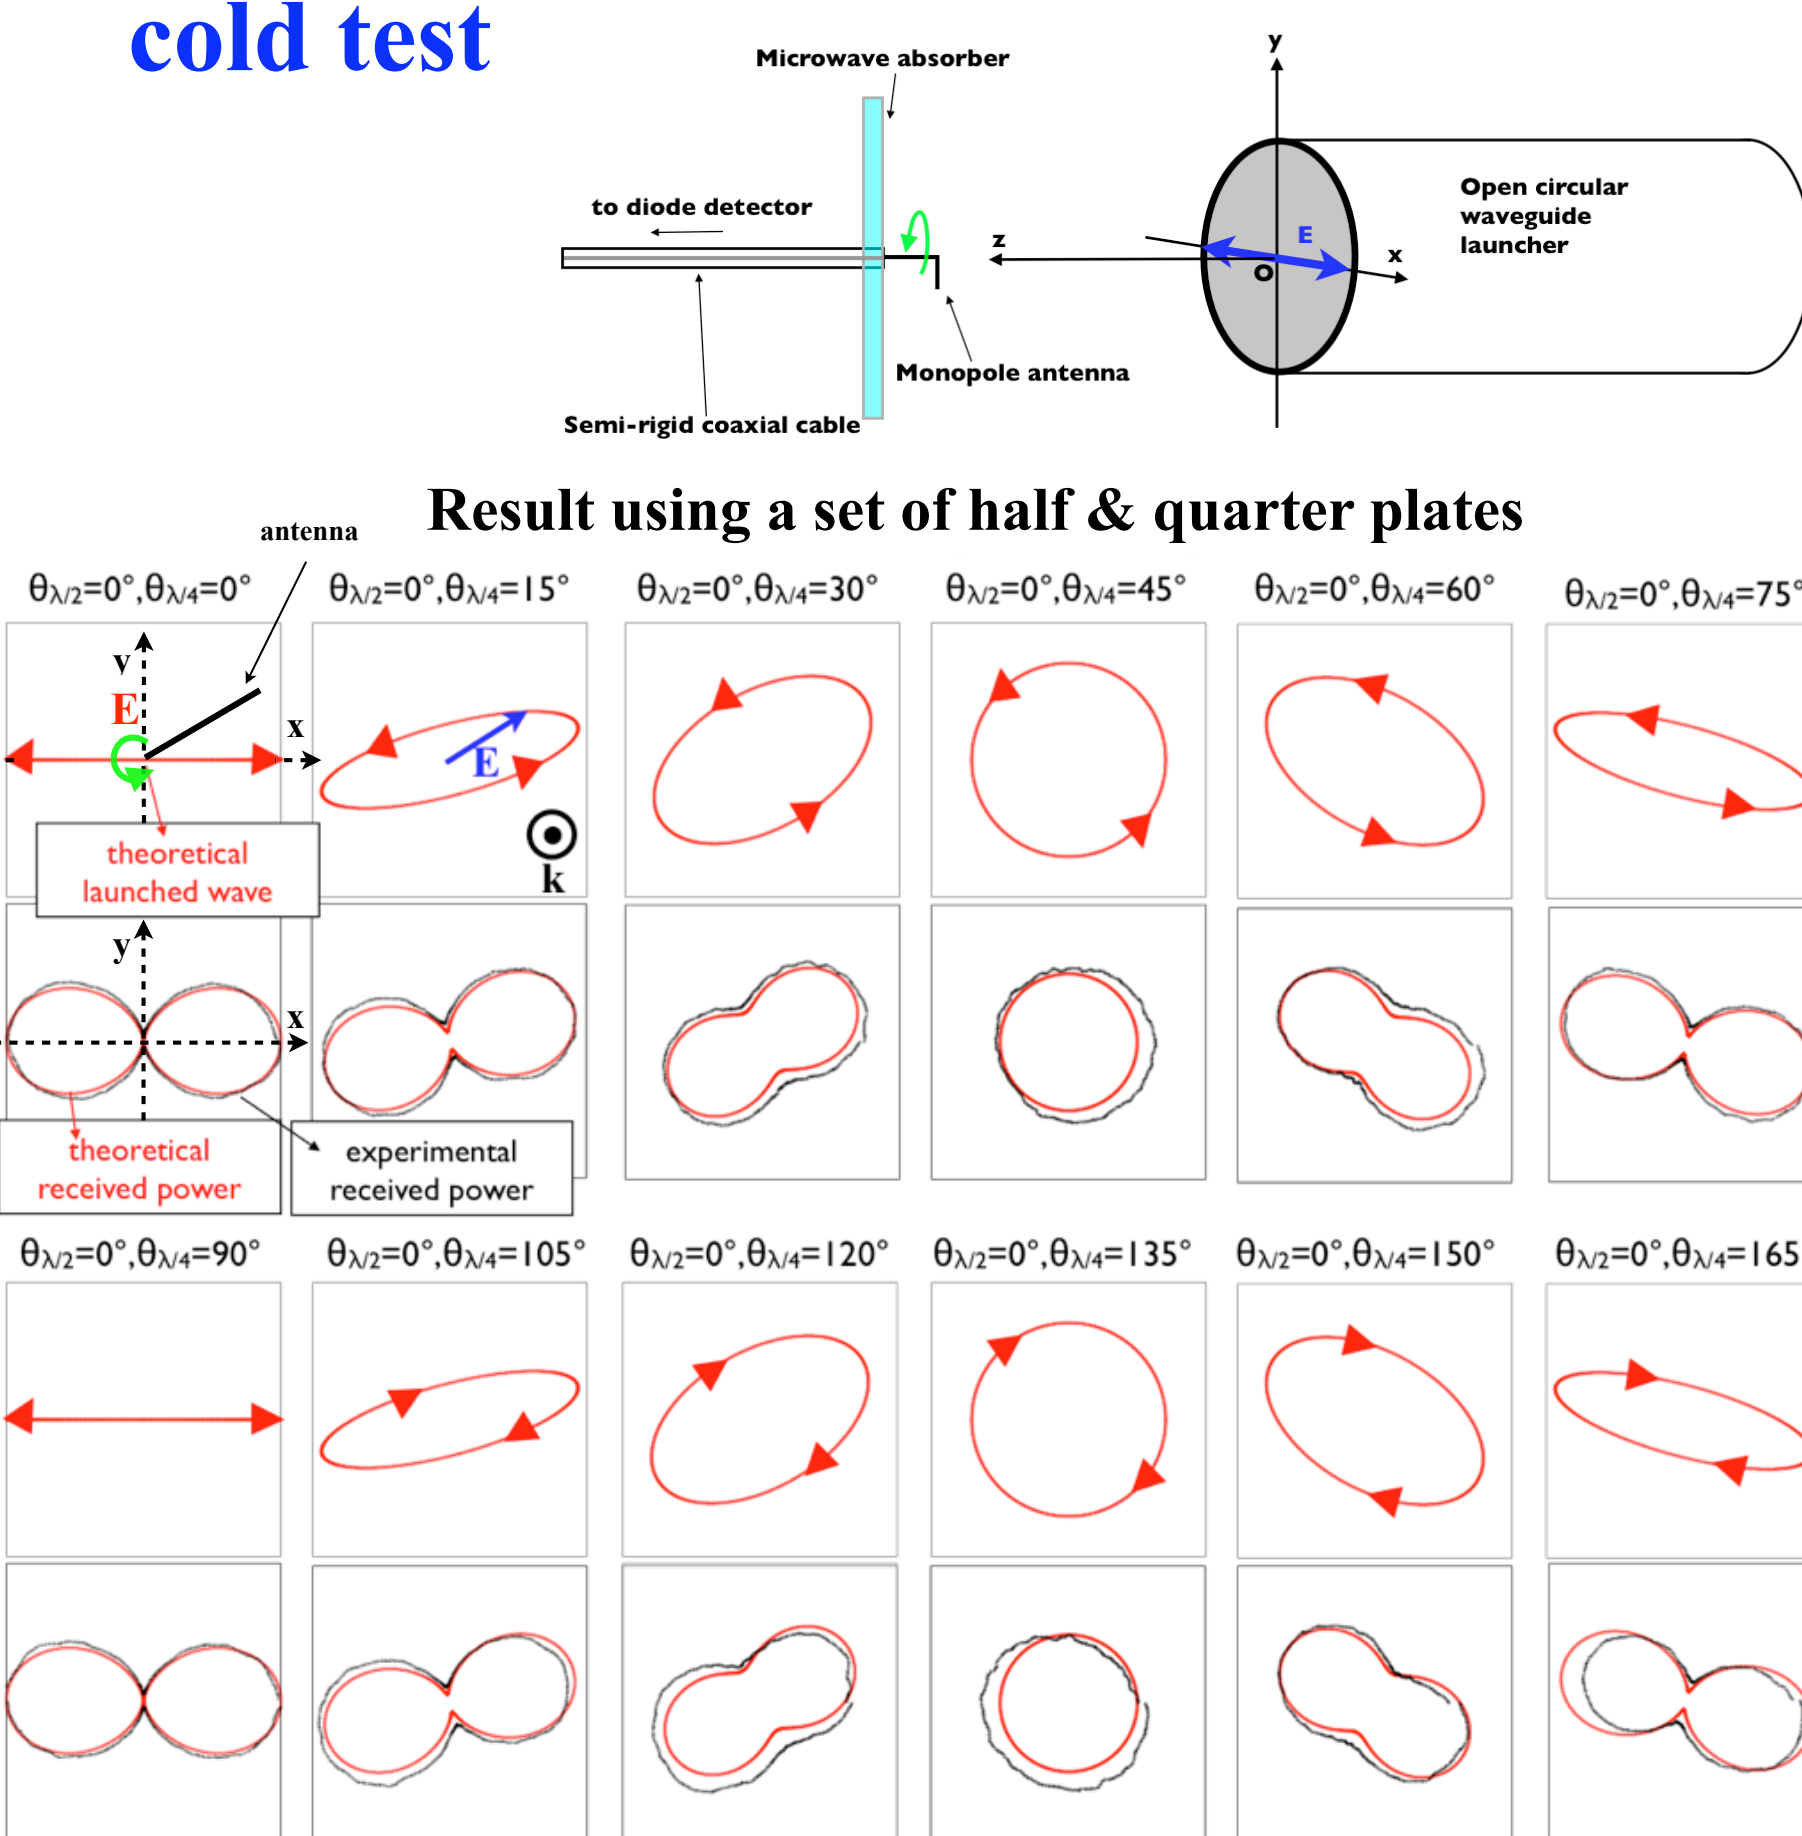 cold test
Microwave absorber
y
to diode detector
z
E
x
O
Open circular
waveguide
launcher
Monopole antenna
Semi-rigid coaxial cable
Result using a set of half & quarter plates
antenna
θλ/2=0°,θλ/4=0°
θλ/2=0°,θλ/4=15°
θλ/2=0°,θλ/4=30°
θλ/2=0°,θλ/4=45°
θλ/2=0°,θλ/4=60°
θλ/2=0°,θλ/4=75°
y
E
x
E
k
theoretical
launched wave
y
x
theoretical
received power
experimental
received power
θλ/2=0°,θλ/4=90°
θλ/2=0°,θλ/4=105°
θλ/2=0°,θλ/4=120°
θλ/2=0°,θλ/4=135°
θλ/2=0°,θλ/4=150°
θλ/2=0°,θλ/4=165